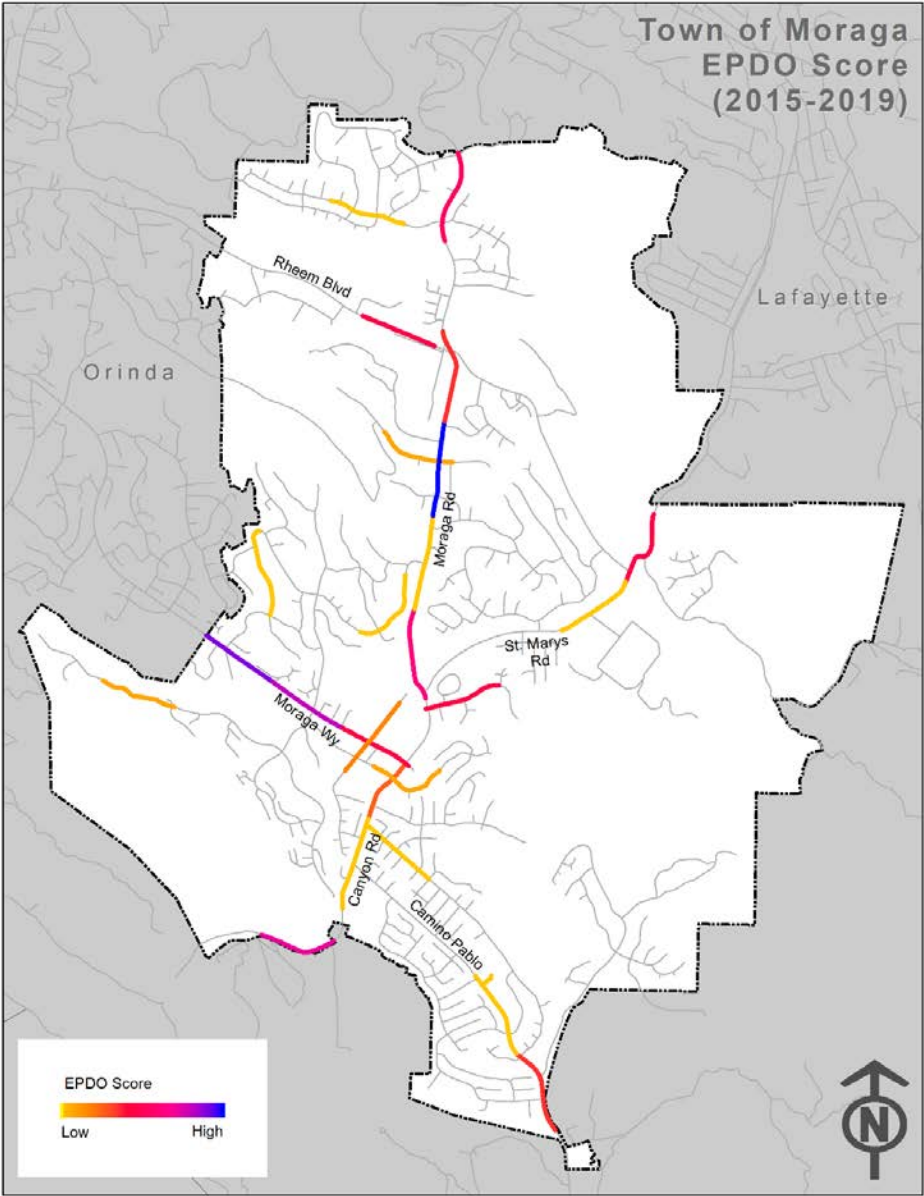 Town of Moraga
EPDO Score
(2015-2019)
Rheem Blvd
Lafayette
Orinda
Moraga Rd
St. Marys
Rd
Moraga Wy
Canyon Rd
Camino Pablo
EPDO Score
Low
High
N